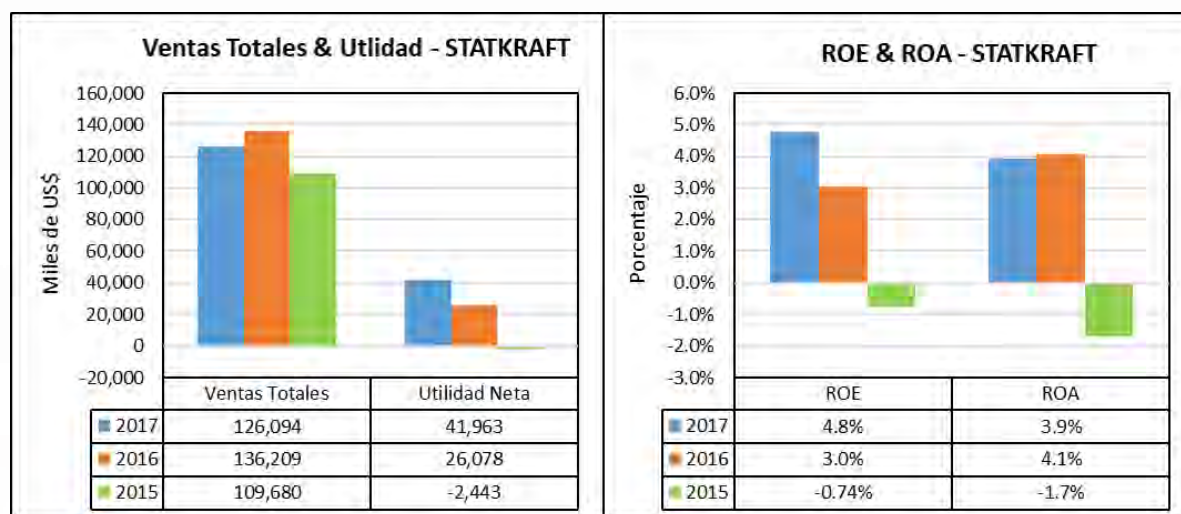 Ventas Totales & Utlidad - STATKRAFT
160,000
140,000
120,000
100,000
80,000
60,000
40,000
20,000
0
-20,000
Miles de US$
Ventas Totales Utilidad Neta
2017 126,094 41,963
2016 136,209 26,078
2015 109,680 -2,443
ROE & ROA - STATKRAFT
6.0%
5.0%
4.0%
3.0%
2.0%
1.0%
0.0%
-1.0%
-2.0%
-3.0%
Porcentaje
ROE ROA
2017 4.8% 3.9%
2016 3.0% 4.1%
2015 -0.74% -1.7%